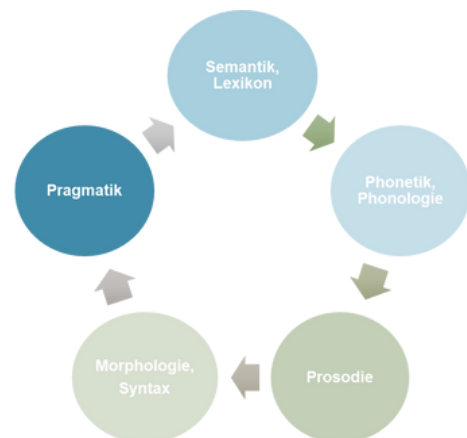 Semantik,
Lexikon
Phonetik,
Phonologie
Prosodie
Morphologie,
Syntax
Pragmatik